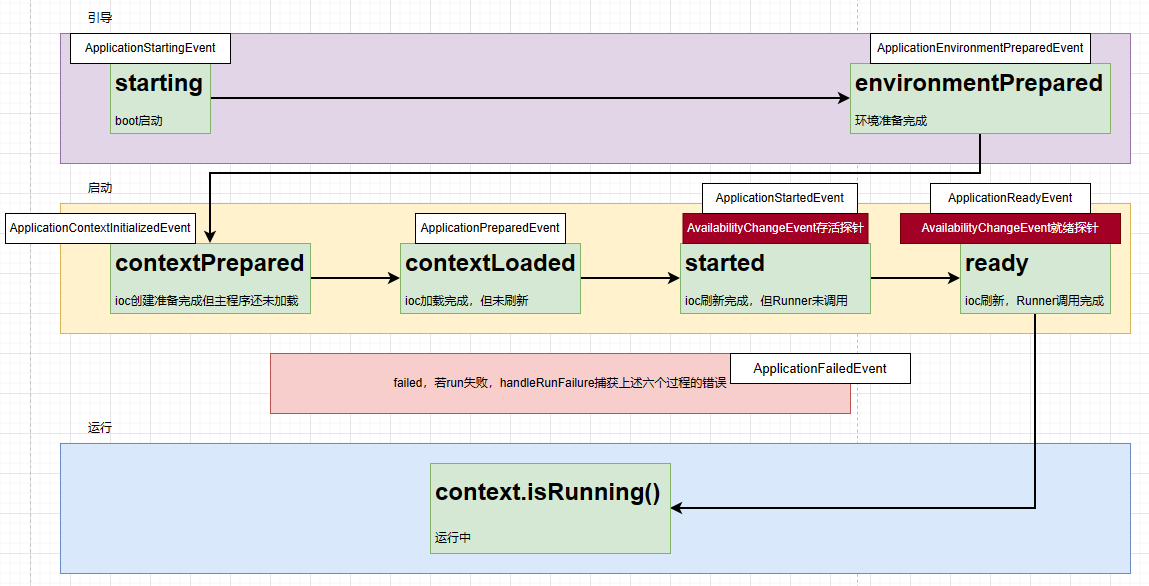 引导
ApplicationStartingEvent
starting
boot启动
ApplicationEnvironmentPreparedEvent
environmentPrepared
环境准备完成
启动
ApplicationContextInitializedEvent
contextPrepared
ioc创建准备完成但主程序还未加载
ApplicationPreparedEvent
contextLoaded
ioc加载完成，但未刷新
ApplicationStartedEvent
AvailabilityChangeEvent存活探针
started
ioc刷新完成，但Runner未调用
ApplicationReadyEvent
AvailabilityChangeEvent就绪探针
ready
ioc刷新，Runner调用完成
failed，若run失败，handleRunFailure捕获上述六个过程的错误
ApplicationFailedEvent
运行
context.isRunning()
运行中